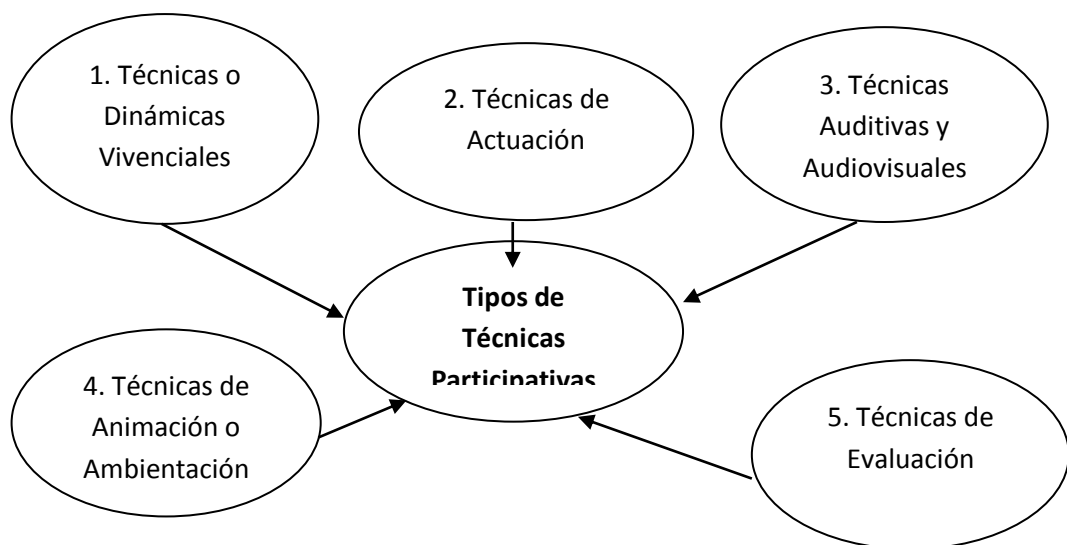 1. Técnicas o
Dinámicas
Vivenciales
2. Técnicas de
Actuación
3. Técnicas
Auditivas y
Audiovisuales
Tipos de
Técnicas
Participativas
4. Técnicas de
Animación o
Ambientación
5. Técnicas de
Evaluación